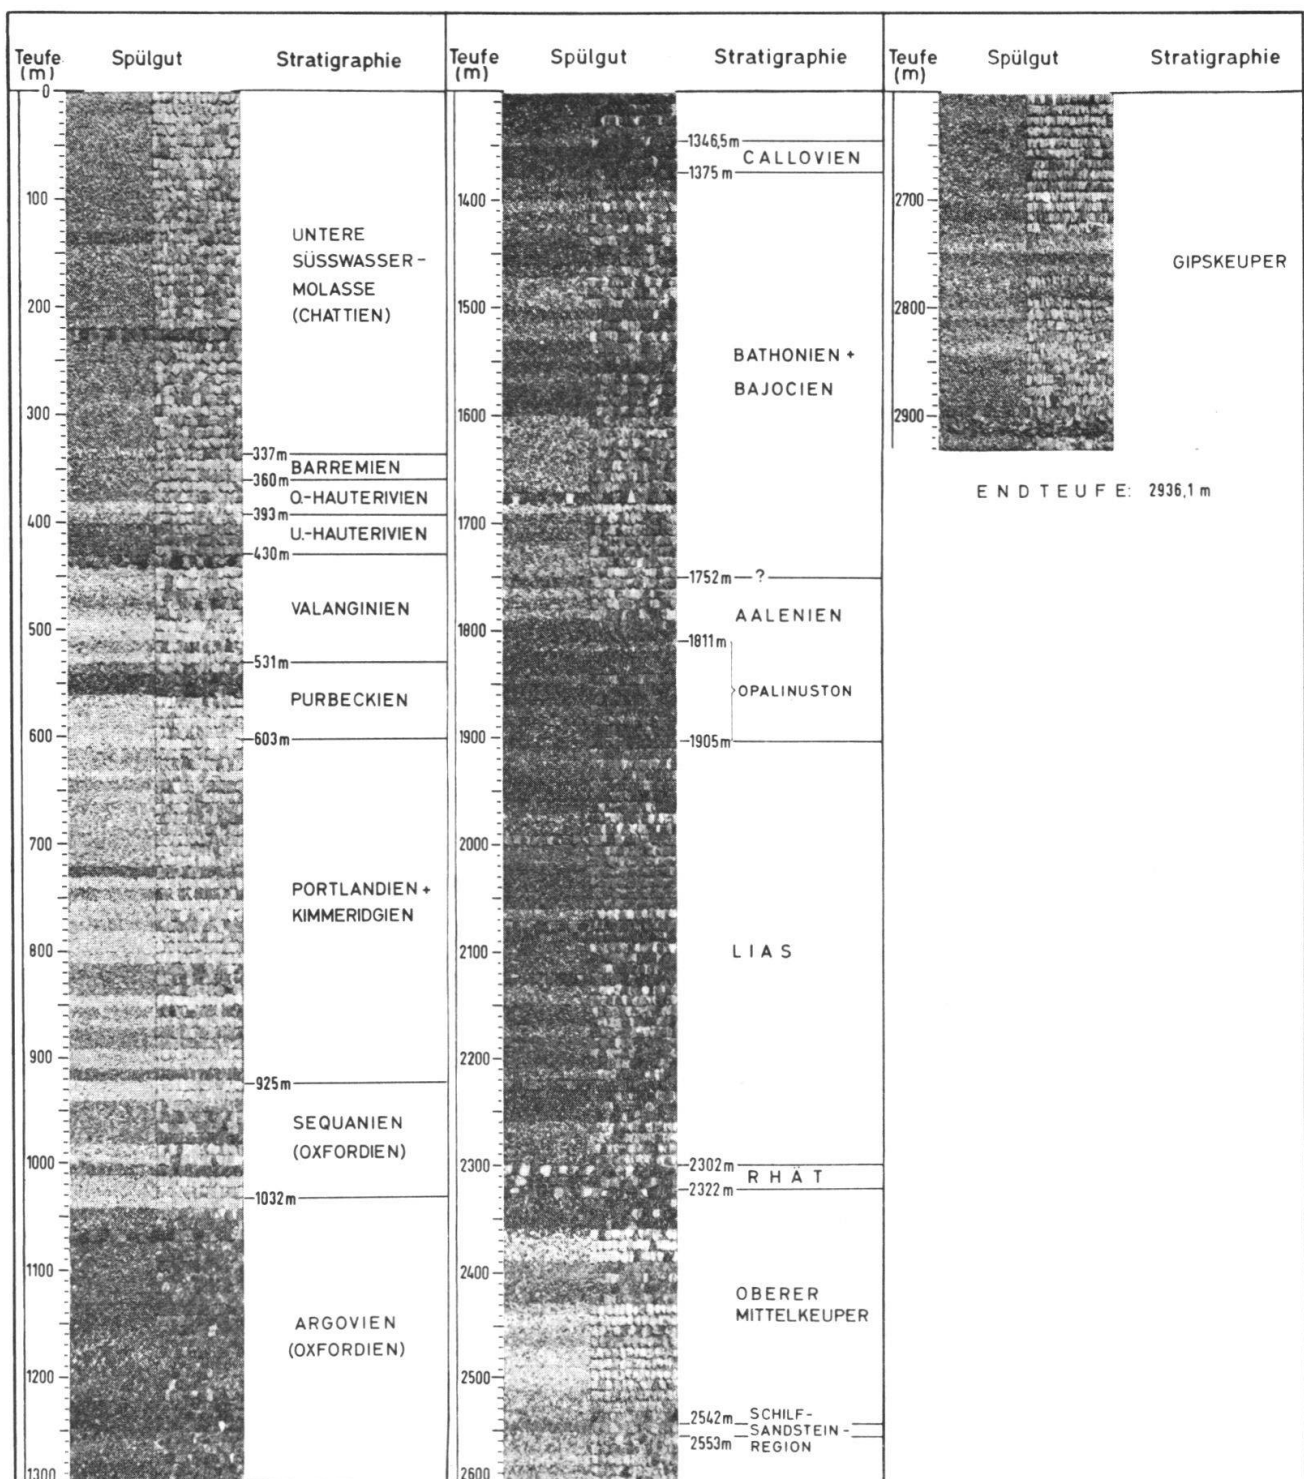 Teufe (m) Spülgut Stratigraphie
0
100
UNTERE
SÜSSWASSER-
MOLASSE
200
(CHATTIEN)
300
337m
BARREMIEN
360m
O.-HAUTERIVIEN
393m
400
U.-HAUTERIVIEN
430m
VALANGINIEN
500
531m
PURBECKIEN
600
603m
700
PORTLANDIEN +
KIMMERIDGIEN
800
900
925m
SEQUANIEN
(OXFORDIEN)
1000
1032m
1100
ARGOVIEN
(OXFORDIEN)
1200
1300
Teufe (m) Spülgut Stratigraphie
1346,5m
CALLOVIEN
1375m
1400
1500
BATHONIEN +
BAJOCIEN
1600
1700
1752m ?
AALENIEN
1800
1811m
OPALINUSTON
1900
1905m
2000
2100
LIAS
2200
2300
2302m
RHÄT
2322m
OBERER
2400
MITTELKEUPER
2500
2542m SCHILF-
SANDSTEIN-
2553m REGION
2600
Teufe (m) Spülgut Stratigraphie
2700
GIPSKEUPER
2800
2900
ENDTEUFE: 2936,1 m